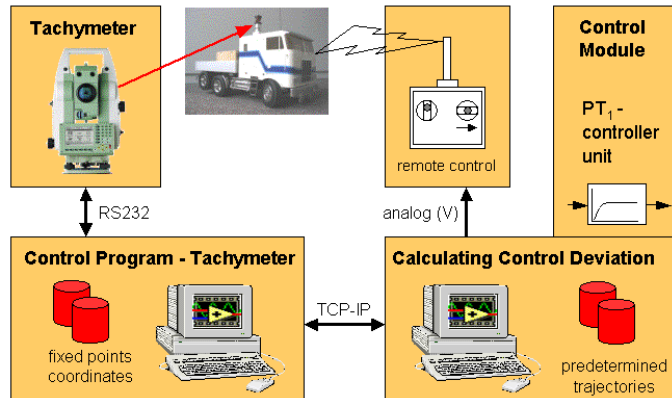 Tachymeter
Control
Module
PT1 -
controller
unit
remote control
RS232
analog (V)
Control Program - Tachymeter
Calculating Control Deviation
TCP-IP
fixed points
coordinates
predetermined
trajectories